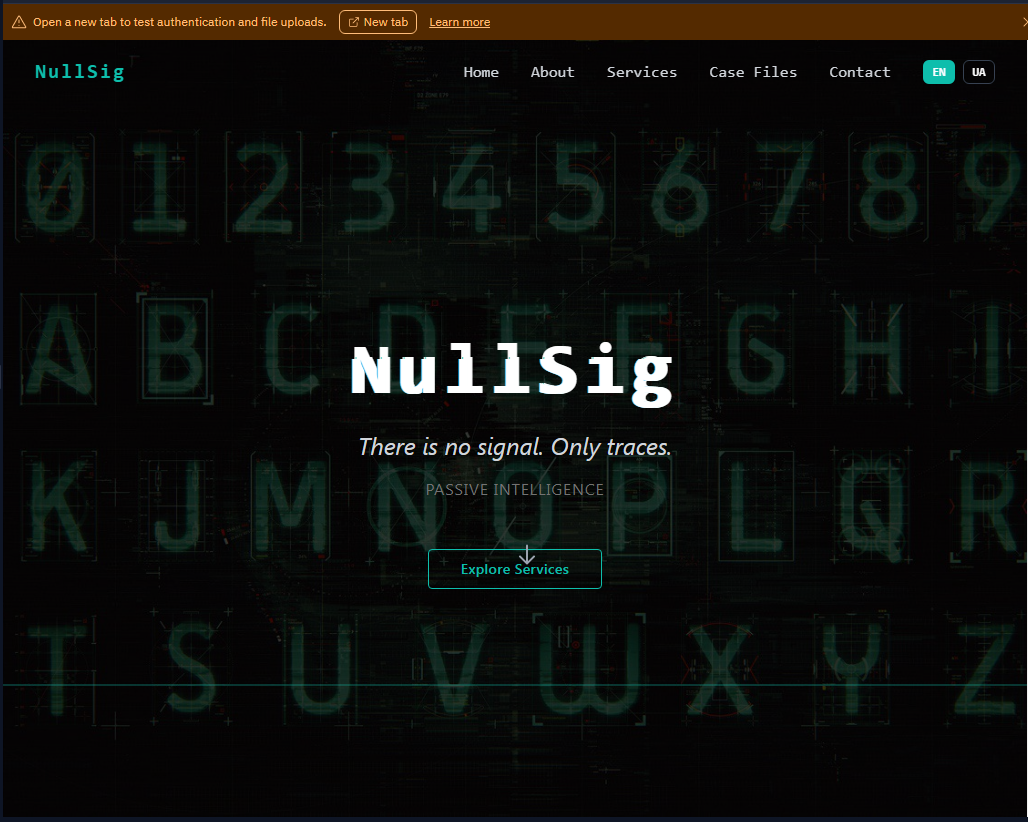 Open a new tab to test authentication and file uploads. New tab Learn more
NullSig Home About Services Case Files Contact EN UA
0 1 2 3 4 5 6 7 8 9
A B C D E F G H I
NullSig
There is no signal. Only traces.
PASSIVE INTELLIGENCE
K J M N O P L Q R
Explore Services
T S U V W X Y Z